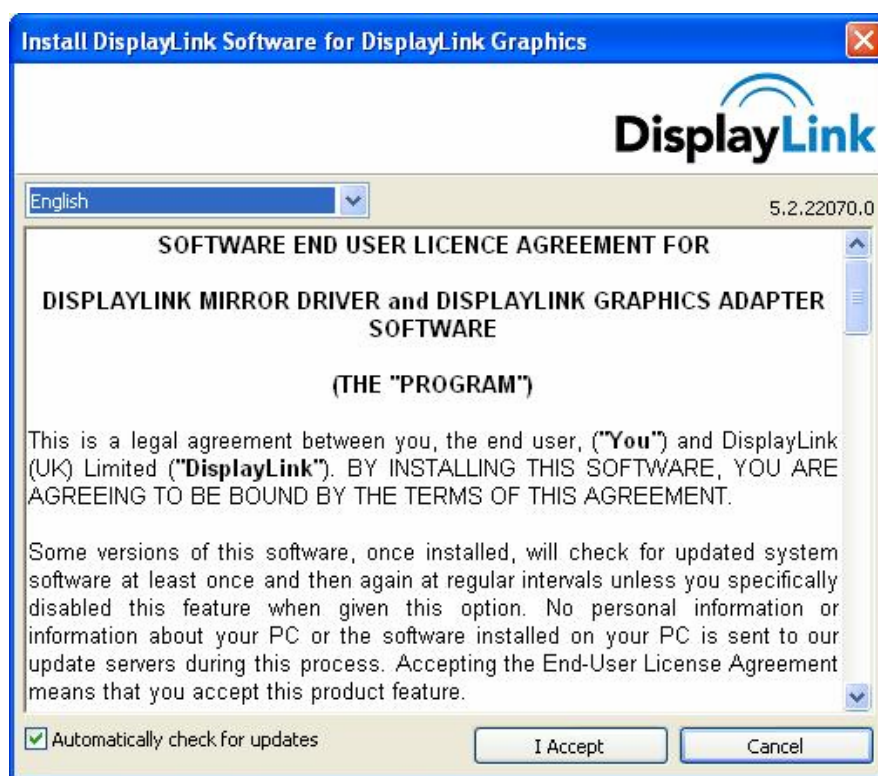 Install DisplayLink Software for DisplayLink Graphics
DisplayLink
English
5.2.22070.0
SOFTWARE END USER LICENCE AGREEMENT FOR
DISPLAYLINK MIRROR DRIVER and DISPLAYLINK GRAPHICS ADAPTER
SOFTWARE
(THE "PROGRAM")
This is a legal agreement between you, the end user, ("You") and DisplayLink
(UK) Limited ("DisplayLink"). BY INSTALLING THIS SOFTWARE, YOU ARE
AGREEING TO BE BOUND BY THE TERMS OF THIS AGREEMENT.
Some versions of this software, once installed, will check for updated system
software at least once and then again at regular intervals unless you specifically
disabled this feature when given this option. No personal information or
information about your PC or the software installed on your PC is sent to our
update servers during this process. Accepting the End-User License Agreement
means that you accept this product feature.
Automatically check for updates
I Accept
Cancel